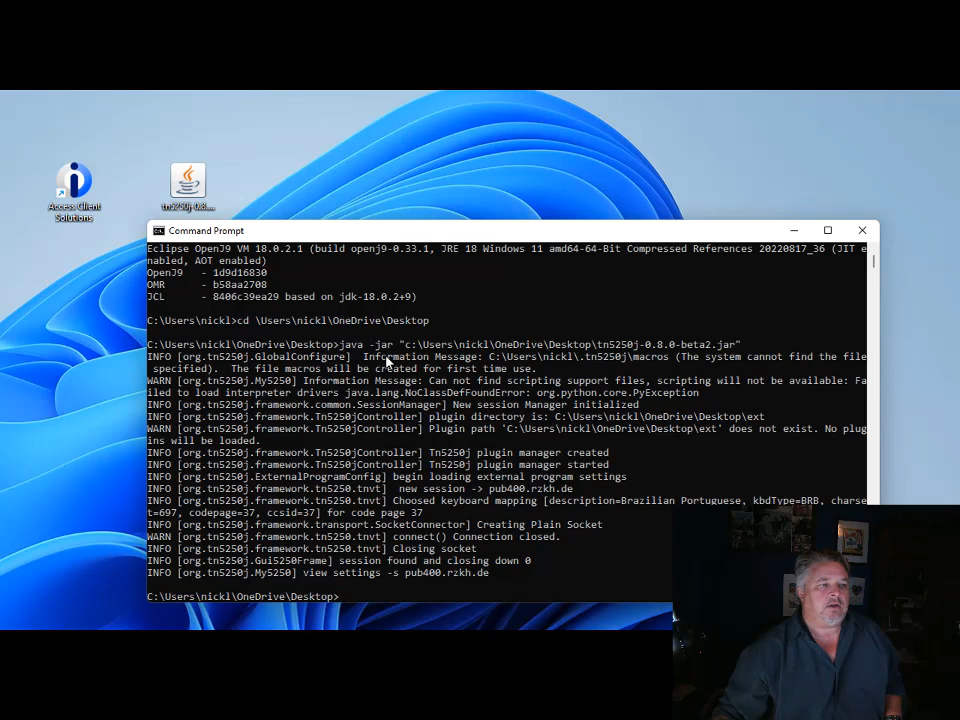 Access Client
Solutions
tn5250j-0.8....
Command Prompt
Eclipse OpenJ9 VM 18.0.2.1 (build openj9-0.33.1, JRE 18 Windows 11 amd64-64-Bit Compressed References 20220817_36 (JIT e
nabled, AOT enabled)
OpenJ9   - 1d9d16830
OMR      - b58aa2708
JCL      - 8406c39ea29 based on jdk-18.0.2+9)
C:\Users\nickl>cd \Users\nickl\OneDrive\Desktop
C:\Users\nickl\OneDrive\Desktop>java -jar "c:\Users\nickl\OneDrive\Desktop\tn5250j-0.8.0-beta2.jar"
INFO [org.tn5250j.GlobalConfigure]  Information Message: C:\Users\nickl\.tn5250j\macros (The system cannot find the file
 specified).  The file macros will be created for first time use.
WARN [org.tn5250j.My5250] Information Message: Can not find scripting support files, scripting will not be available: Fa
iled to load interpreter drivers java.lang.NoClassDefFoundError: org.python.core.PyException
INFO [org.tn5250j.framework.common.SessionManager] New session Manager initialized
INFO [org.tn5250j.framework.Tn5250jController] plugin directory is: C:\Users\nickl\OneDrive\Desktop\ext
WARN [org.tn5250j.framework.Tn5250jController] Plugin path 'C:\Users\nickl\OneDrive\Desktop\ext' does not exist. No plug
ins will be loaded.
INFO [org.tn5250j.framework.Tn5250jController] Tn5250j plugin manager created
INFO [org.tn5250j.framework.Tn5250jController] Tn5250j plugin manager started
INFO [org.tn5250j.ExternalProgramConfig] begin loading external program settings
INFO [org.tn5250j.framework.tn5250.tnvt]  new session -> pub400.rzkh.de
INFO [org.tn5250j.framework.tn5250.tnvt] Choosed keyboard mapping [description=Brazilian Portuguese, kbdType=BRB, charse
t=697, codepage=37, ccsid=37] for code page 37
INFO [org.tn5250j.framework.transport.SocketConnector] Creating Plain Socket
WARN [org.tn5250j.framework.tn5250.tnvt] connect() Connection closed.
INFO [org.tn5250j.framework.tn5250.tnvt] Closing socket
INFO [org.tn5250j.Gui5250Frame] session found and closing down 0
INFO [org.tn5250j.My5250] view settings -s pub400.rzkh.de
C:\Users\nickl\OneDrive\Desktop>